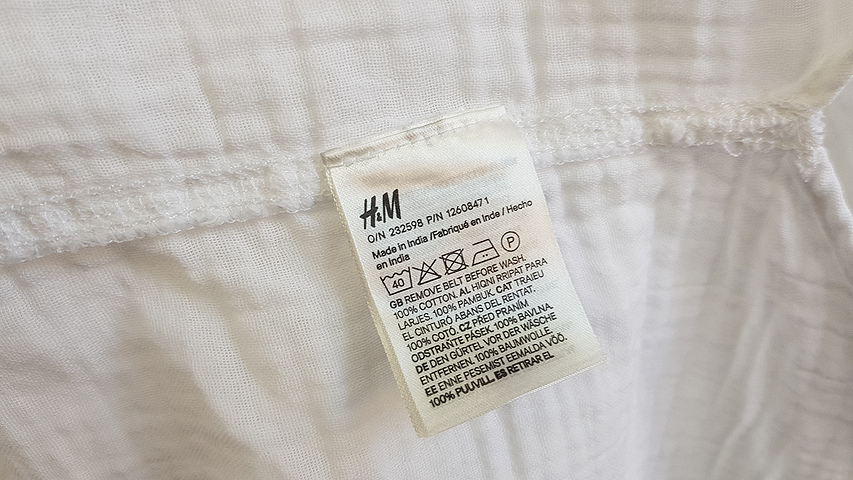 H&M
O/N 232598 P/N 12608471
Made in India /Fabriqué en Inde / Hecho
en India
40 P
GB REMOVE BELT BEFORE WASH.
100% COTTON. AL HIQNI RRIPAT PARA
LARJES. 100% PAMBUK. CAT TRAIEU
EL CINTURÓ ABANS DEL RENTAT.
100% COTÓ. CZ PŘED PRANÍM
ODSTRAŇTE PÁSEK. 100% BAVLNA.
DE DEN GÜRTEL VOR DER WÄSCHE
ENTFERNEN. 100% BAUMWOLLE.
EE ENNE PESEMIST EEMALDA VÖÖ.
100% PUUVILL. ES RETIRAR EL